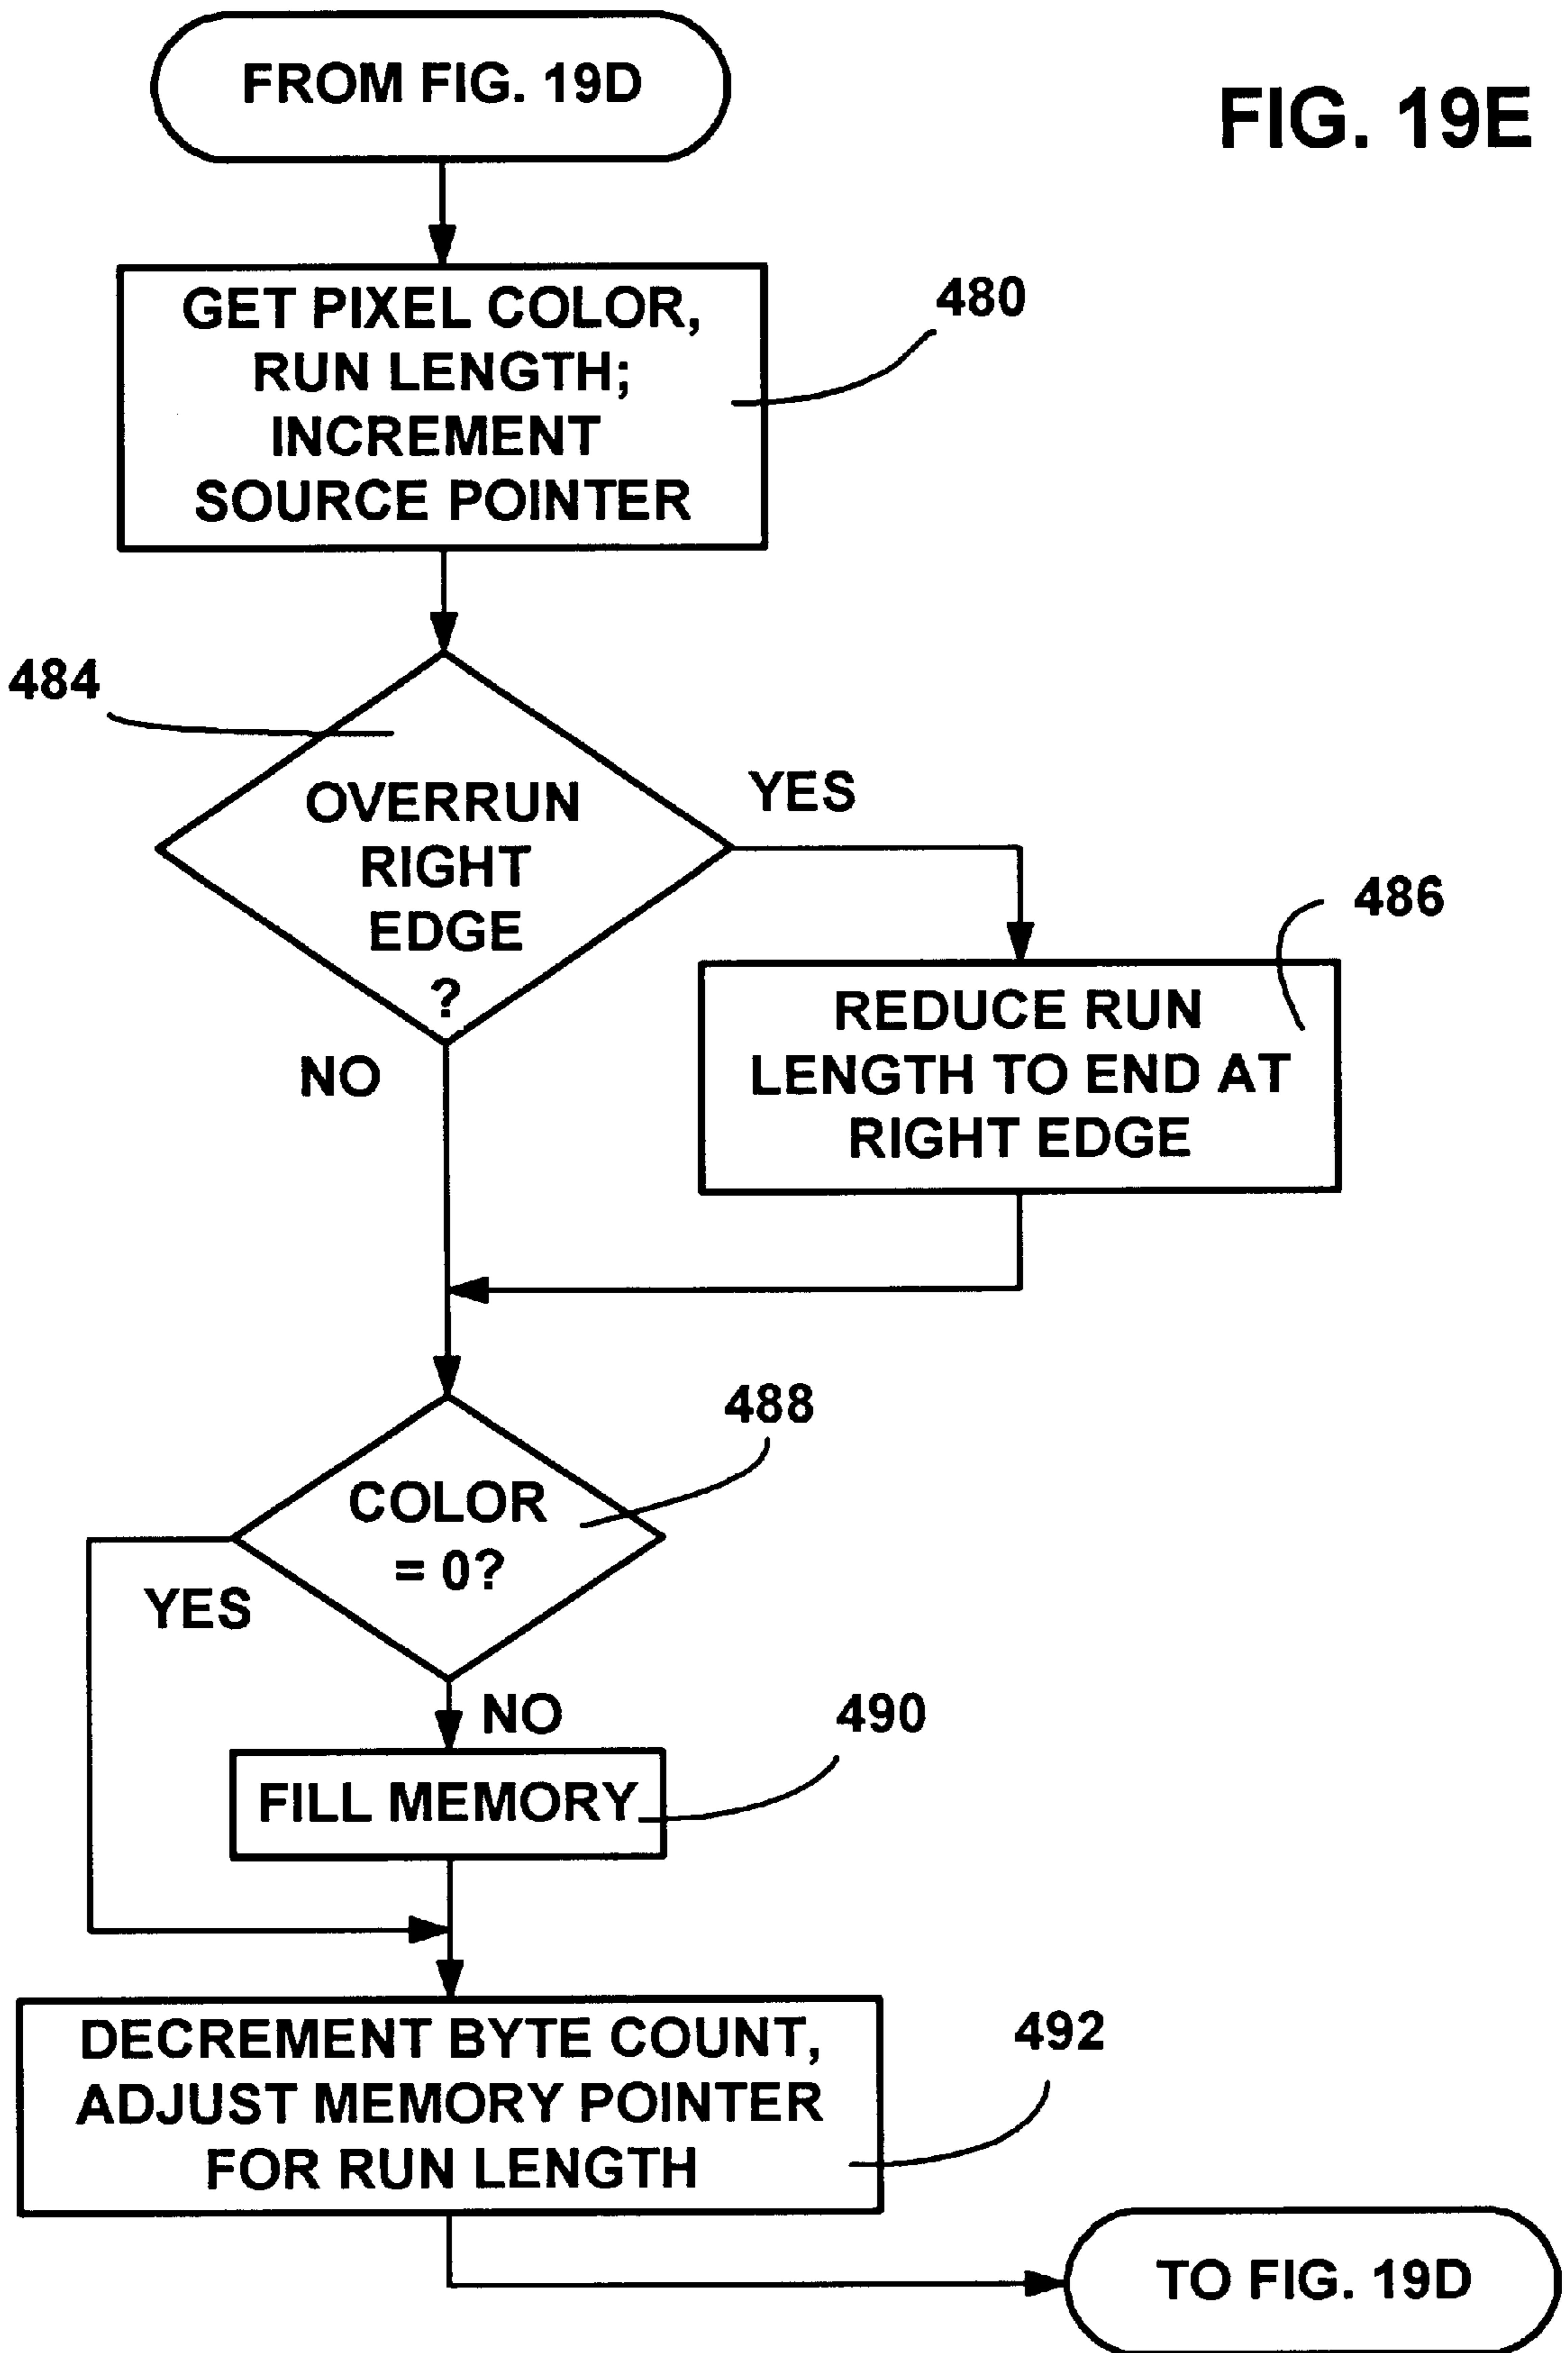 FROM FIG. 19D
FIG. 19E
GET PIXEL COLOR,
RUN LENGTH;
INCREMENT
SOURCE POINTER
480
484
OVERRUN
RIGHT
EDGE
?
YES
NO
486
REDUCE RUN
LENGTH TO END AT
RIGHT EDGE
488
COLOR
= 0?
YES
NO
490
FILL MEMORY
DECREMENT BYTE COUNT,
ADJUST MEMORY POINTER
FOR RUN LENGTH
492
TO FIG. 19D